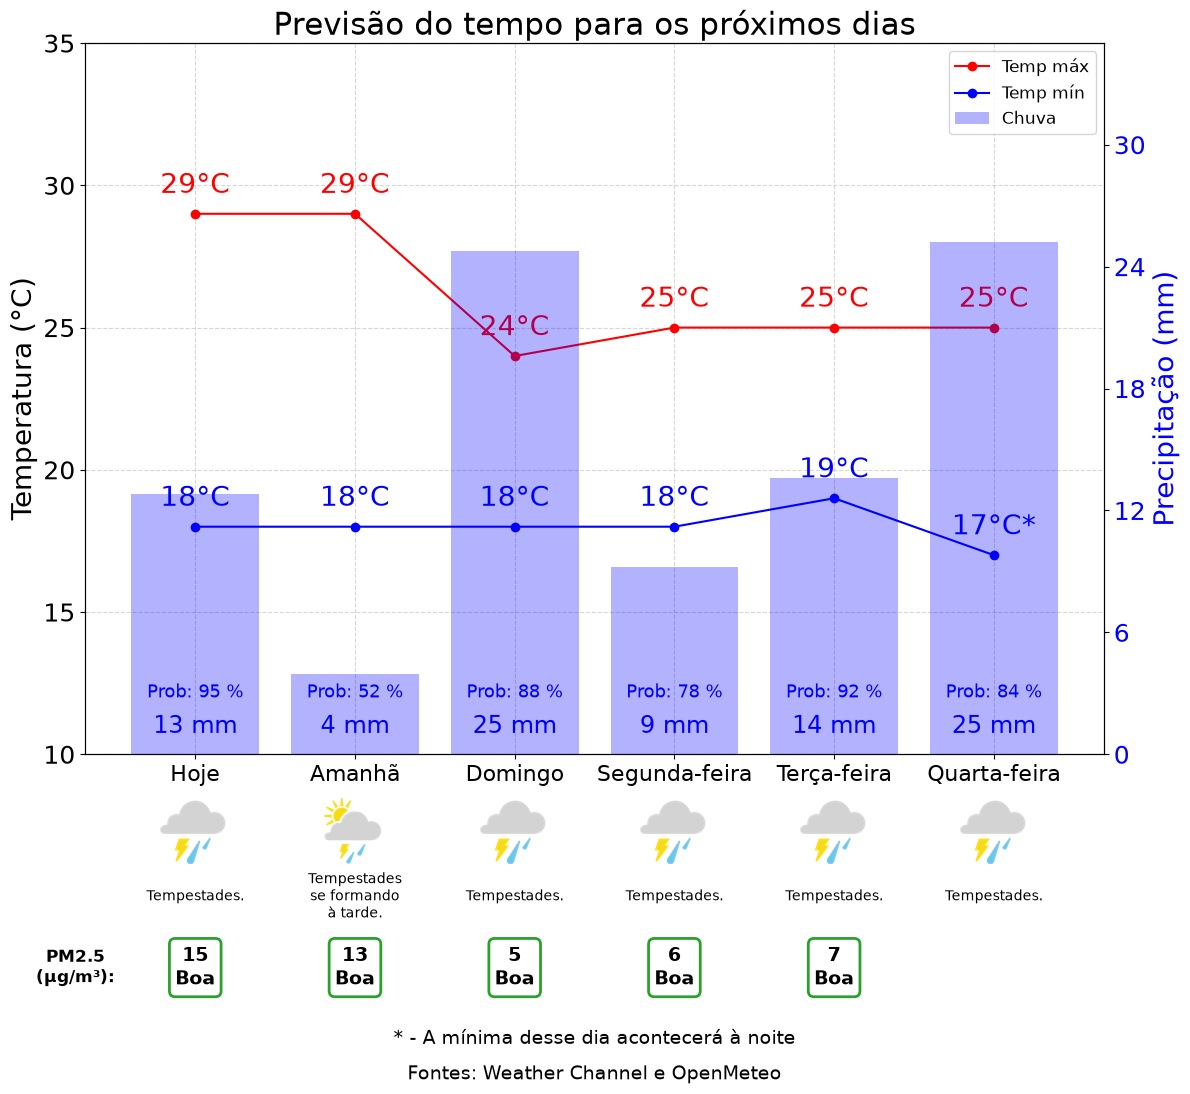 Previsão do tempo para os próximos dias
35
30
25
20
15
10
Temperatura (°C)
Temp máx
Temp mín
Chuva
30
24
18
12
6
0
Precipitação (mm)
29°C 29°C 24°C 25°C 25°C 25°C
18°C 18°C 18°C 18°C 19°C 17°C*
Prob: 95 % Prob: 52 % Prob: 88 % Prob: 78 % Prob: 92 % Prob: 84 %
13 mm 4 mm 25 mm 9 mm 14 mm 25 mm
Hoje Amanhã Domingo Segunda-feira Terça-feira Quarta-feira
Tempestades.
Tempestades
se formando
à tarde.
Tempestades.
Tempestades.
Tempestades.
Tempestades.
PM2.5
(μg/m³):
15
Boa
13
Boa
5
Boa
6
Boa
7
Boa
* - A mínima desse dia acontecerá à noite
Fontes: Weather Channel e OpenMeteo